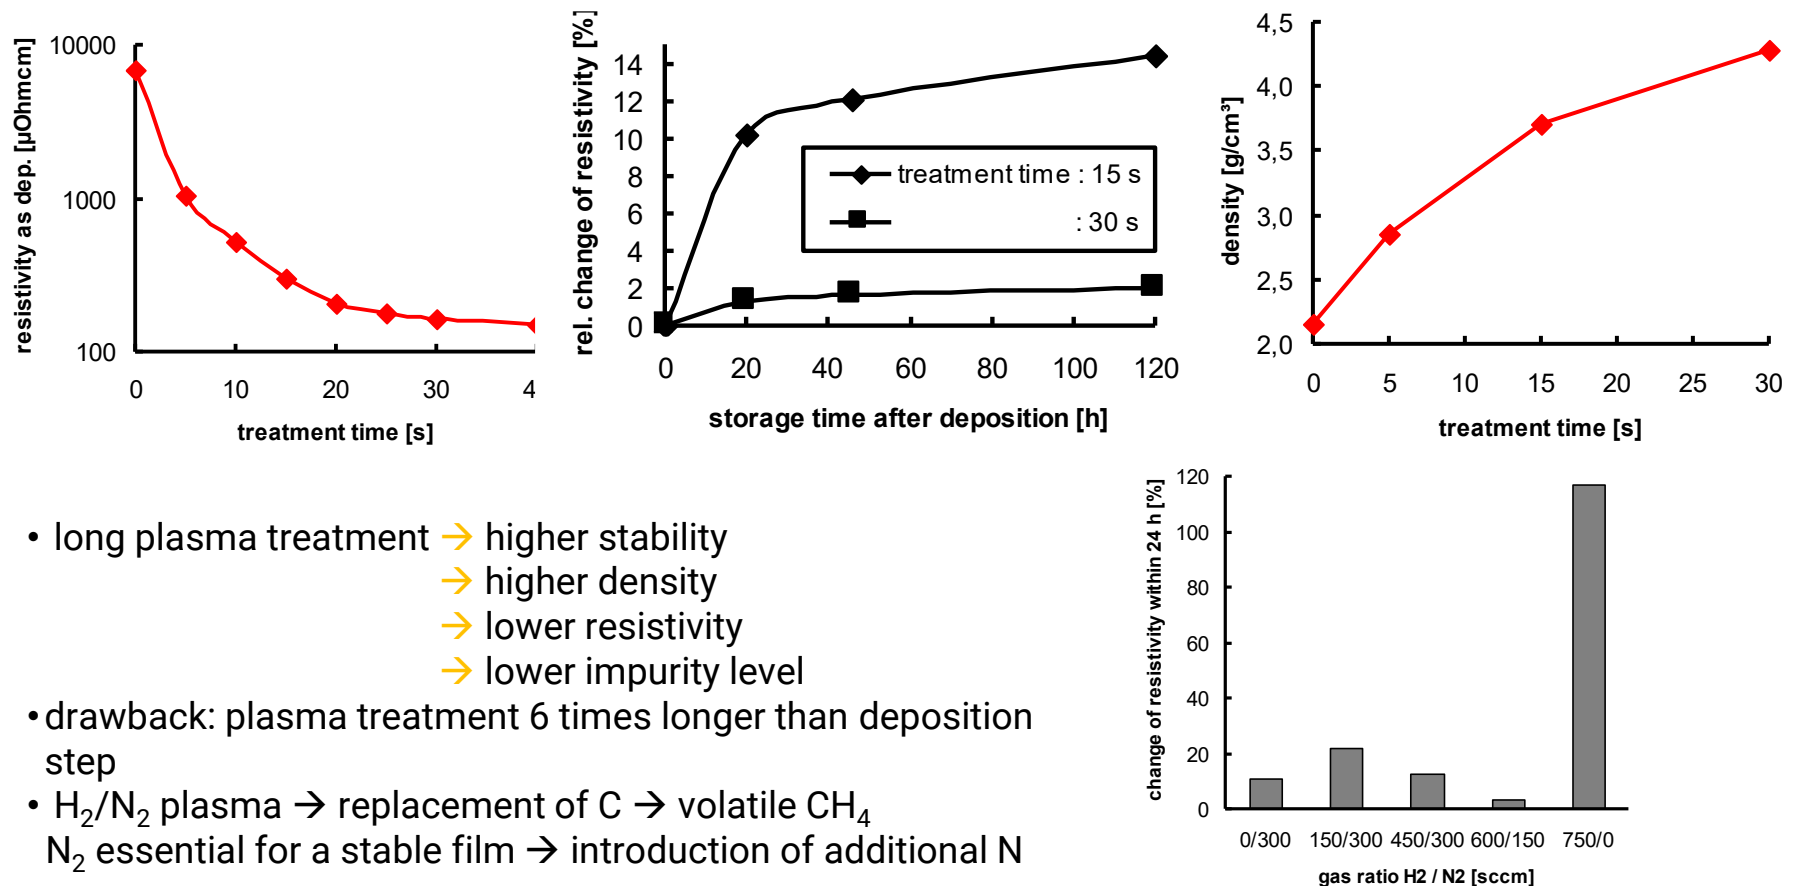 resistivity as dep. [µOhmcm]
10000
1000
100
0 10 20 30 4
treatment time [s]
rel. change of resistivity [%]
14
12
10
8
6
4
2
0
treatment time : 15 s
: 30 s
0 20 40 60 80 100 120
storage time after deposition [h]
density [g/cm³]
4,5
4,0
3,5
3,0
2,5
2,0
0 5 10 15 20 25 30
treatment time [s]
• long plasma treatment → higher stability
→ higher density
→ lower resistivity
→ lower impurity level
• drawback: plasma treatment 6 times longer than deposition
step
• H₂/N₂ plasma → replacement of C → volatile CH₄
N₂ essential for a stable film → introduction of additional N
change of resistivity within 24 h [%]
120
100
80
60
40
20
0
0/300 150/300 450/300 600/150 750/0
gas ratio H2 / N2 [sccm]